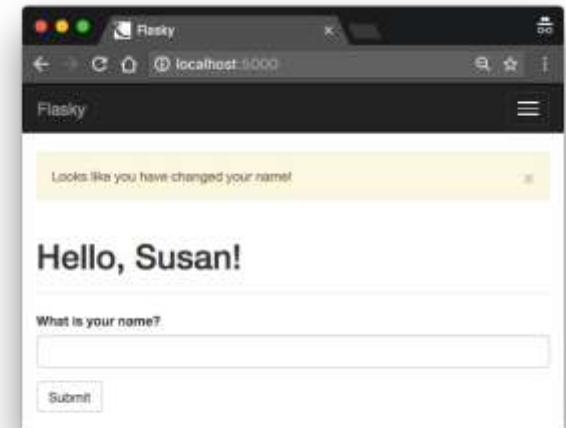 Flasky
localhost:5000
Flasky
Looks like you have changed your name!
×
Hello, Susan!
What is your name?
Submit